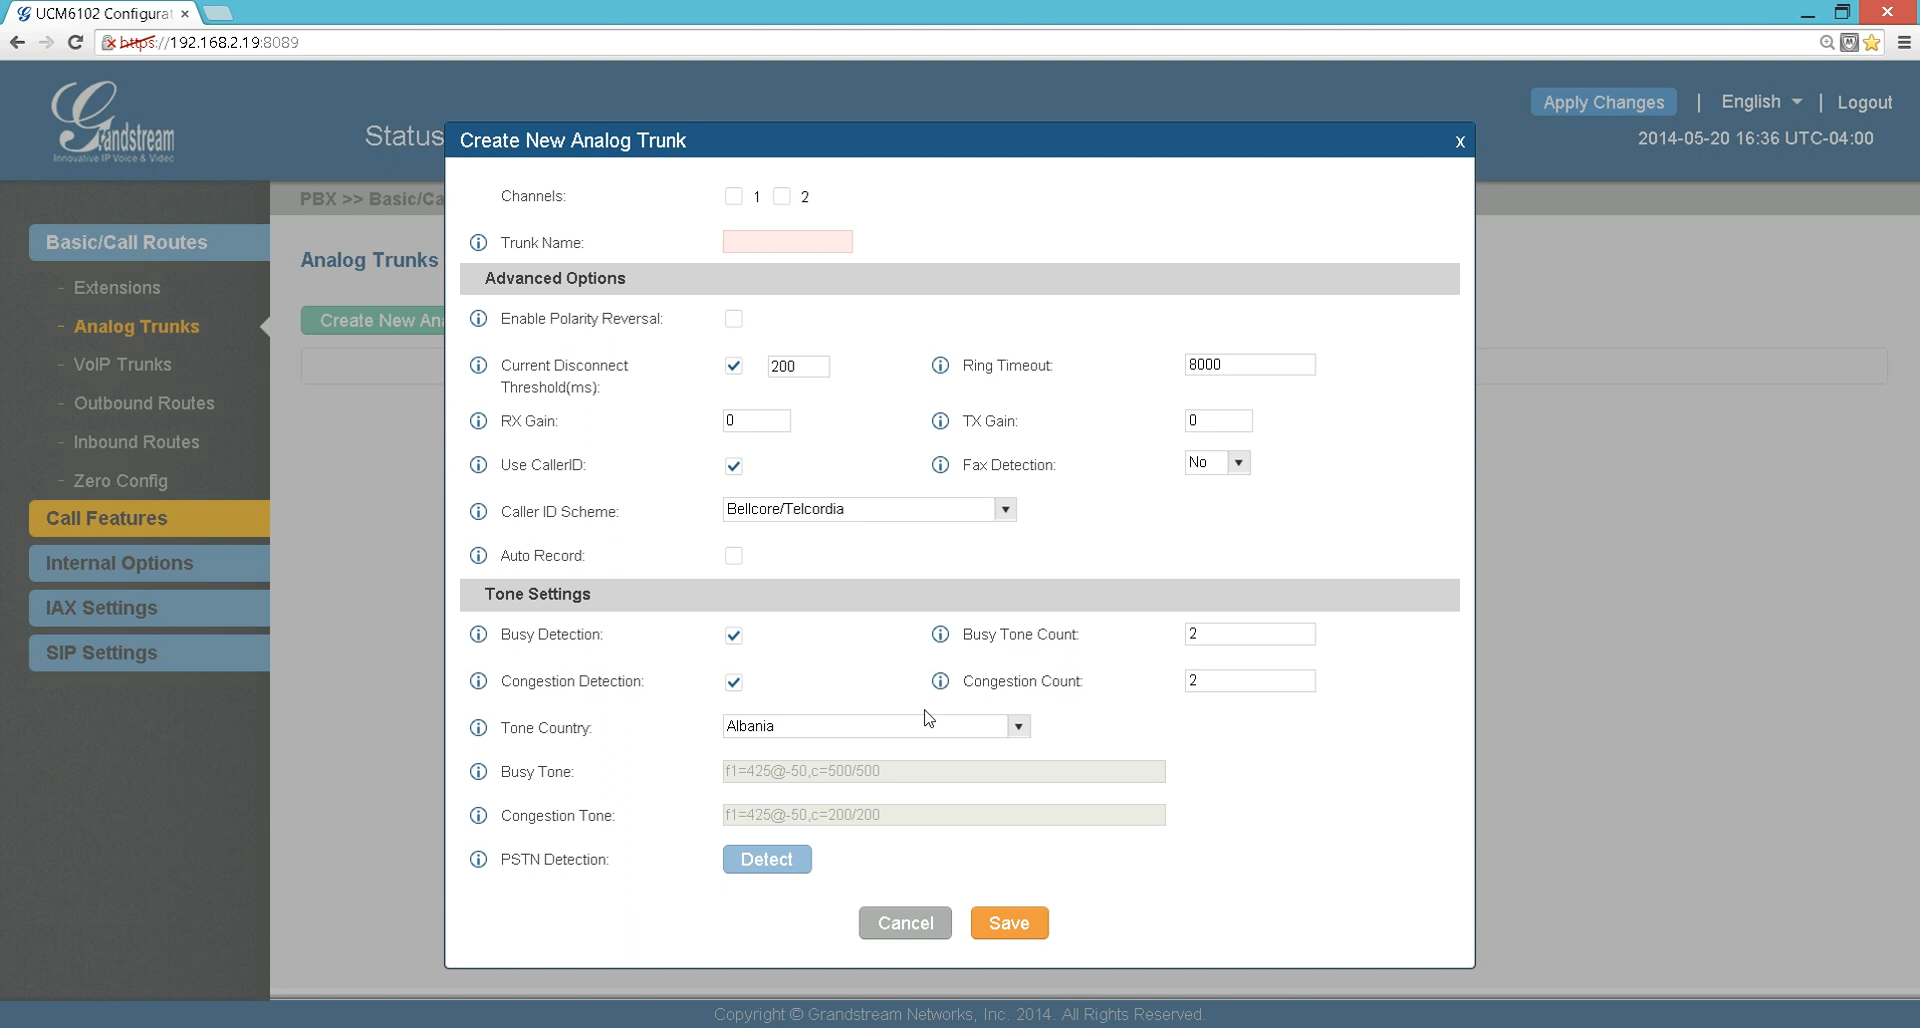 UCM6102 Configurat
https://192.168.2.19:8089
Grandstream
Innovative IP Voice & Video
Status
Apply Changes | English | Logout
2014-05-20 16:36 UTC-04:00
PBX >> Basic/Ca
Basic/Call Routes
- Extensions
- Analog Trunks
- VoIP Trunks
- Outbound Routes
- Inbound Routes
- Zero Config
Call Features
Internal Options
IAX Settings
SIP Settings
Analog Trunks
Create New Ana
Create New Analog Trunk x
Channels: 1 2
Trunk Name:
Advanced Options
Enable Polarity Reversal:
Current Disconnect
Threshold(ms): 200
Ring Timeout: 8000
RX Gain: 0
TX Gain: 0
Use CallerID:
Fax Detection: No
Caller ID Scheme: Bellcore/Telcordia
Auto Record:
Tone Settings
Busy Detection:
Busy Tone Count: 2
Congestion Detection:
Congestion Count: 2
Tone Country: Albania
Busy Tone: f1=425@-50,c=500/500
Congestion Tone: f1=425@-50,c=200/200
PSTN Detection: Detect
Cancel Save
Copyright © Grandstream Networks, Inc. 2014. All Rights Reserved.